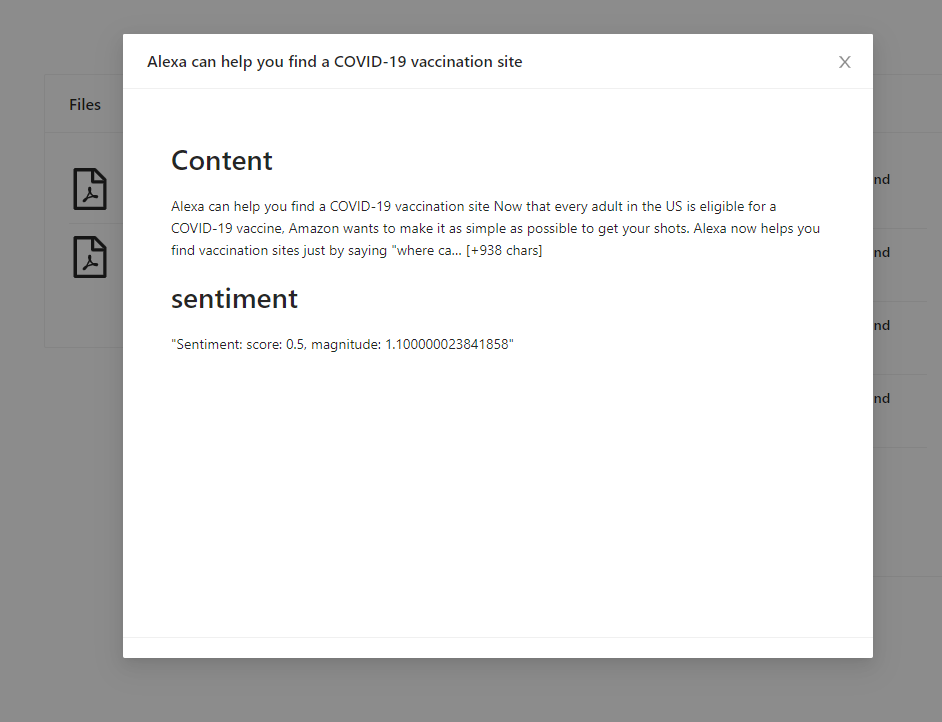 Alexa can help you find a COVID-19 vaccination site
X
Files
Content
Alexa can help you find a COVID-19 vaccination site Now that every adult in the US is eligible for a
COVID-19 vaccine, Amazon wants to make it as simple as possible to get your shots. Alexa now helps you
find vaccination sites just by saying "where ca... [+938 chars]
sentiment
"Sentiment: score: 0.5, magnitude: 1.100000023841858"
nd
nd
nd
nd